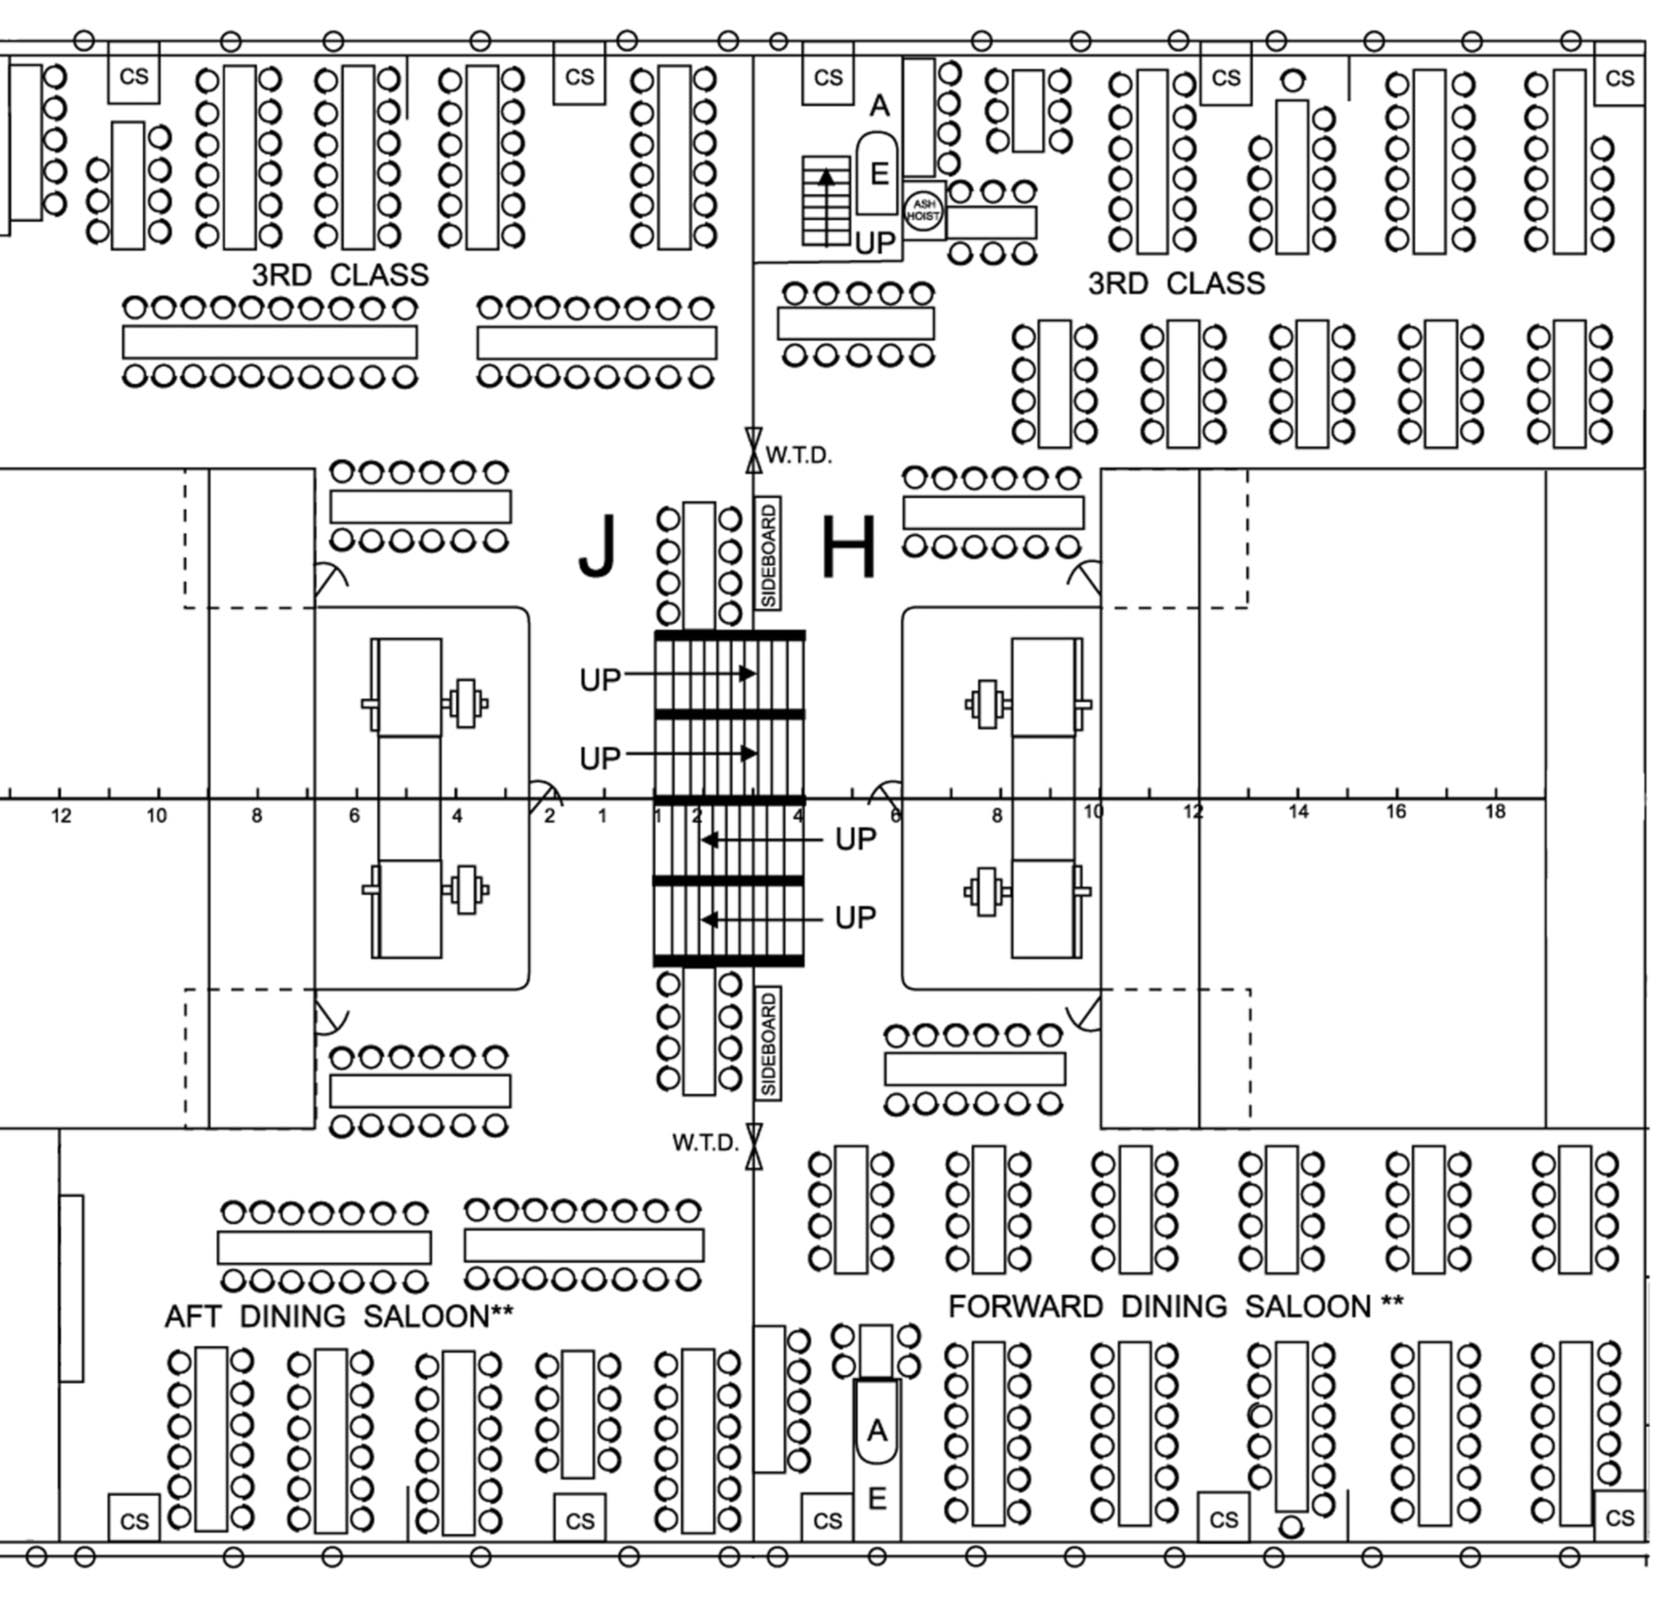 CS CS CS CS CS
A
E
ASH
HOIST
UP
3RD CLASS 3RD CLASS
W.T.D.
J H
SIDEBOARD
UP
UP
12 10 8 6 4 2 1 1 2 4 6 8 10 12 14 16 18
UP
UP
SIDEBOARD
W.T.D.
AFT DINING SALOON** FORWARD DINING SALOON **
A
E
CS CS CS CS CS